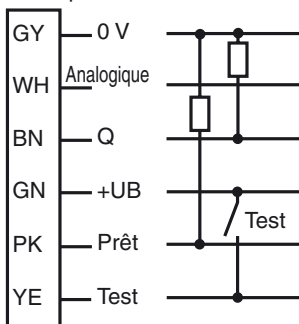 GY 0 V
WH Analogique
BN Q
GN +UB
Test
PK Prêt
YE Test